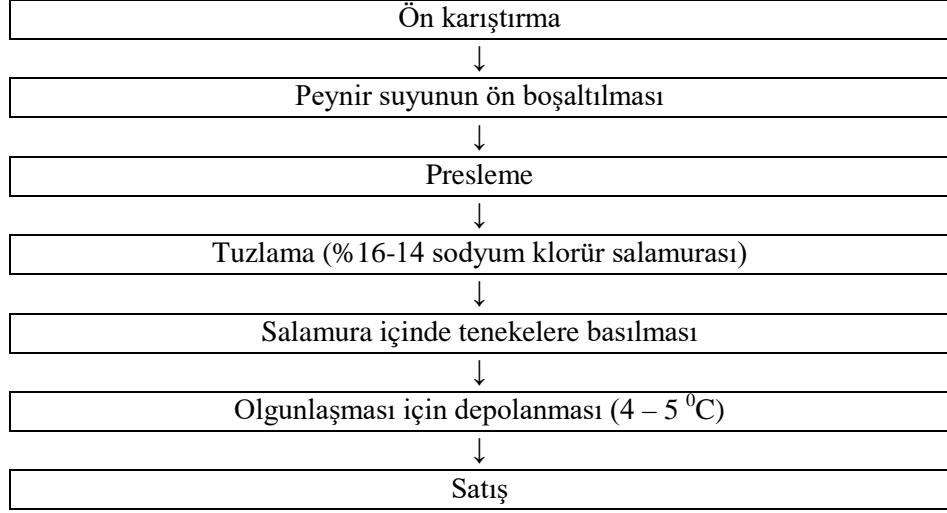 Ön karıştırma
↓
Peynir suyunun ön boşaltılması
↓
Presleme
↓
Tuzlama (%16-14 sodyum klorür salamurası)
↓
Salamura içinde tenekelere basılması
↓
Olgunlaşması için depolanması (4 – 5 ⁰C)
↓
Satış